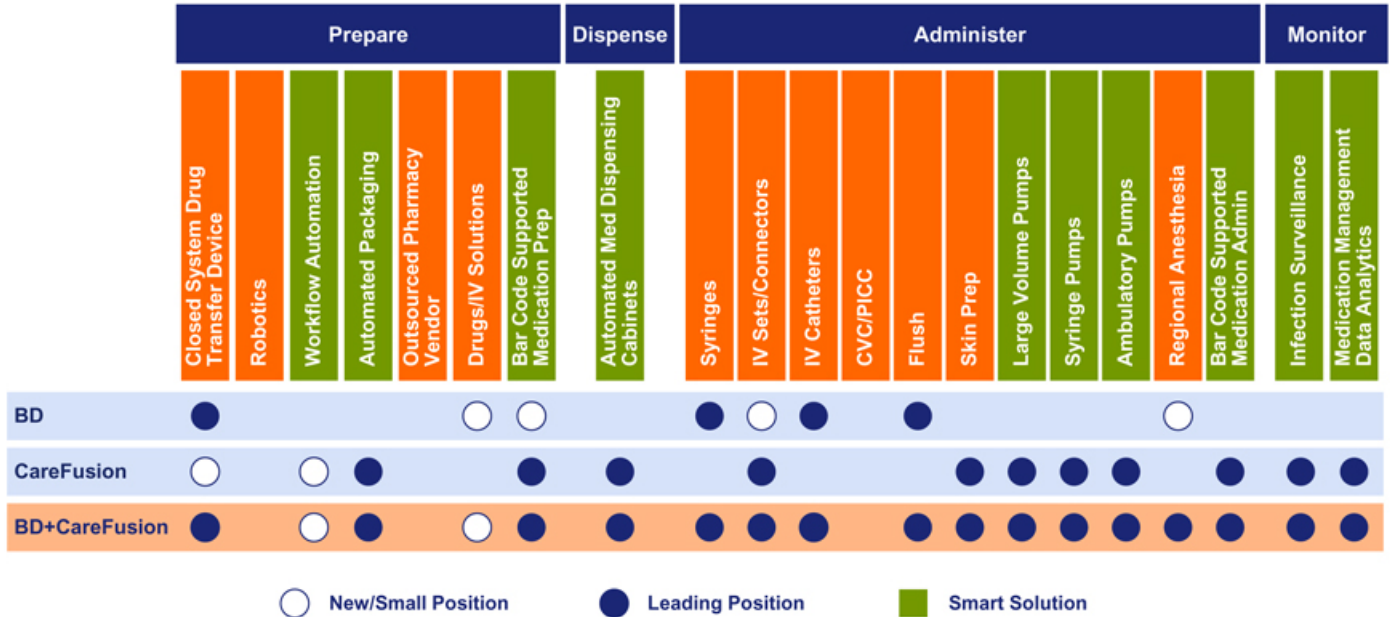 Prepare
Dispense
Administer
Monitor
Closed System Drug
Transfer Device
Robotics
Workflow Automation
Automated Packaging
Outsourced Pharmacy
Vendor
Drugs/IV Solutions
Bar Code Supported
Medication Prep
Automated Med Dispensing
Cabinets
Syringes
IV Sets/Connectors
IV Catheters
CVC/PICC
Flush
Skin Prep
Large Volume Pumps
Syringe Pumps
Ambulatory Pumps
Regional Anesthesia
Bar Code Supported
Medication Admin
Infection Surveillance
Medication Management
Data Analytics
BD
CareFusion
BD+CareFusion
New/Small Position
Leading Position
Smart Solution